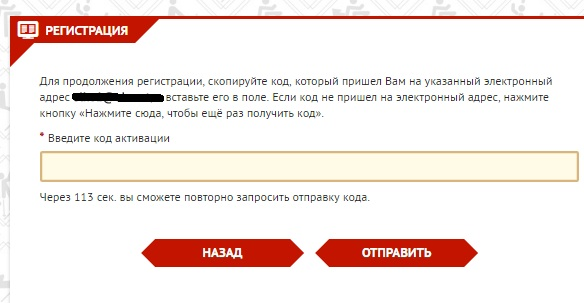 РЕГИСТРАЦИЯ
Для продолжения регистрации, скопируйте код, который пришел Вам на указанный электронный
адрес вставьте его в поле. Если код не пришел на электронный адрес, нажмите
кнопку «Нажмите сюда, чтобы ещё раз получить код».
* Введите код активации
Через 113 сек. вы сможете повторно запросить отправку кода.
НАЗАД ОТПРАВИТЬ